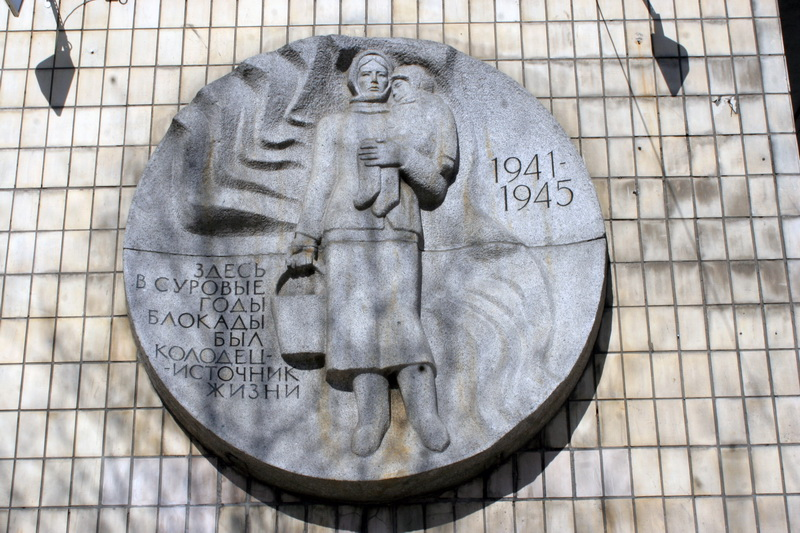 1941-
1945
ЗДЕСЬ
В СУРОВЫЕ
ГОДЫ
БЛОКАДЫ
БЫЛ
КОЛОДЕЦ-
-ИСТОЧНИК
ЖИЗНИ